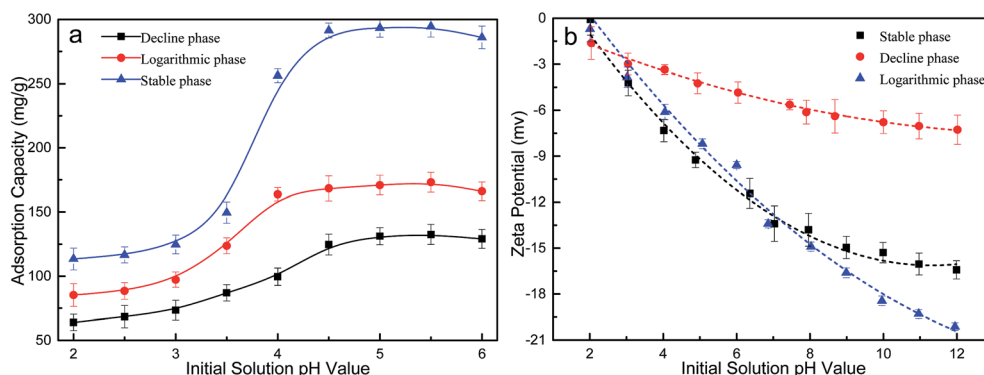 a
Decline phase
Logarithmic phase
Stable phase
Adsorption Capacity (mg/g)
300
250
200
150
100
50
2
3
4
5
6
Initial Solution pH Value
b
Stable phase
Decline phase
Logarithmic phase
Zeta Potential (mv)
0
-3
-6
-9
-12
-15
-18
-21
0
2
4
6
8
10
12
Initial Solution pH Value